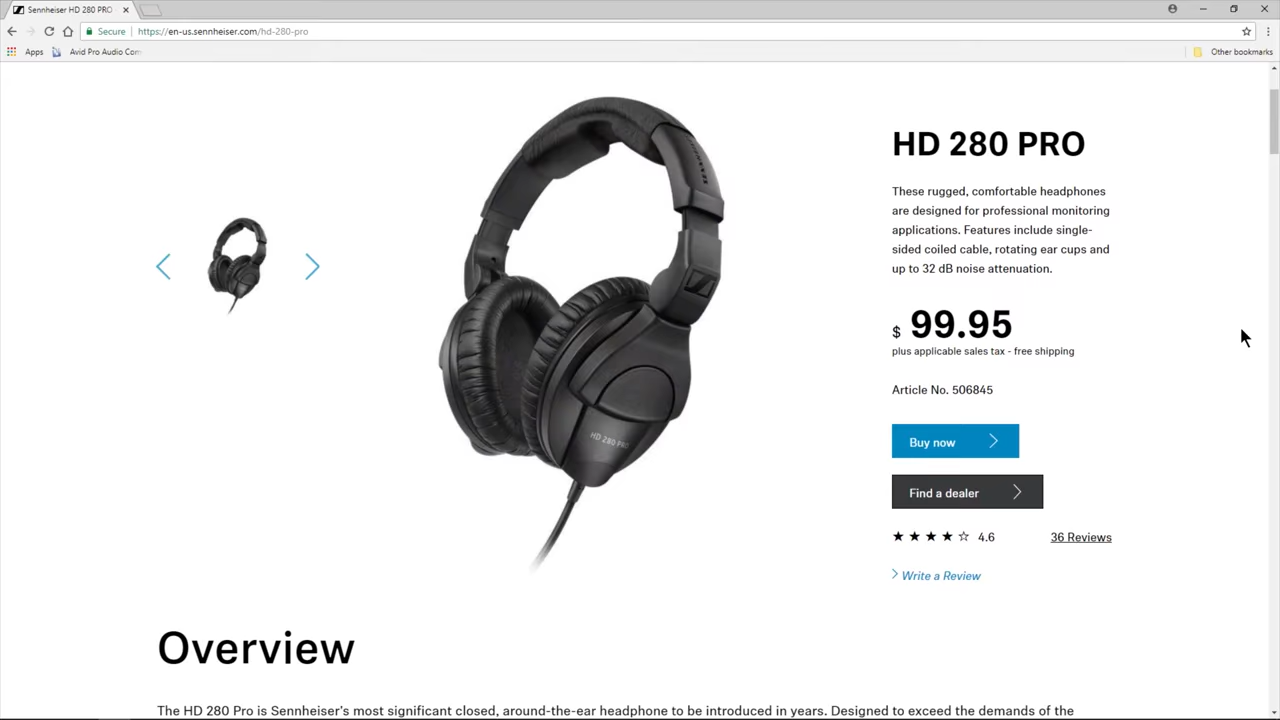 Sennheiser HD 280 PRO
Secure
https://en-us.sennheiser.com/hd-280-pro
Apps
Avid Pro Audio Com
Other bookmarks
HD 280 PRO
These rugged, comfortable headphones
are designed for professional monitoring
applications. Features include single-
sided coiled cable, rotating ear cups and
up to 32 dB noise attenuation.
$ 99.95
plus applicable sales tax - free shipping
Article No. 506845
Buy now
Find a dealer
4.6
36 Reviews
Write a Review
SENNHEISER
HD 280 PRO
Overview
The HD 280 Pro is Sennheiser's most significant closed, around-the-ear headphone to be introduced in years. Designed to exceed the demands of the